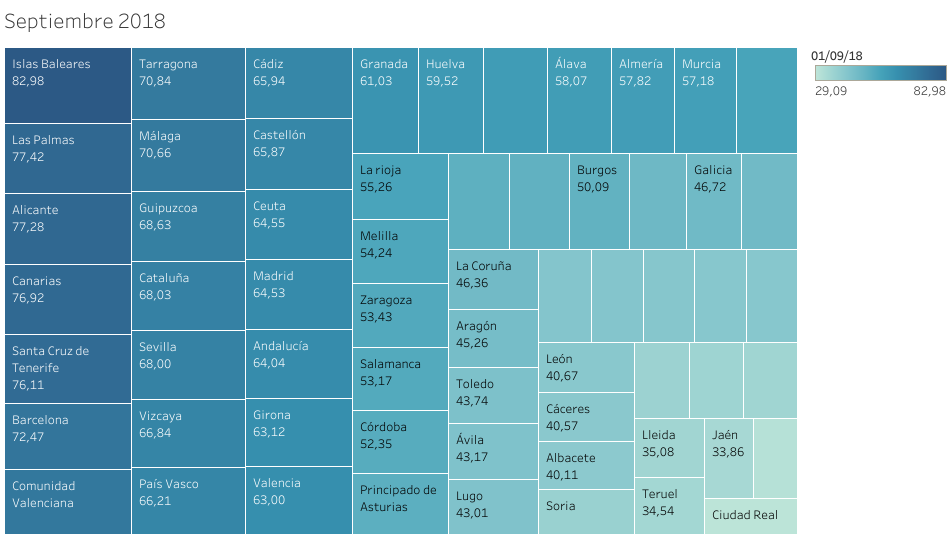 Septiembre 2018
Islas Baleares
82,98
Las Palmas
77,42
Alicante
77,28
Canarias
76,92
Santa Cruz de
Tenerife
76,11
Barcelona
72,47
Comunidad
Valenciana
Tarragona
70,84
Málaga
70,66
Guipuzcoa
68,63
Cataluña
68,03
Sevilla
68,00
Vizcaya
66,84
País Vasco
66,21
Cádiz
65,94
Castellón
65,87
Ceuta
64,55
Madrid
64,53
Andalucía
64,04
Girona
63,12
Valencia
63,00
Granada
61,03
Huelva
59,52
Álava
58,07
Almería
57,82
Murcia
57,18
La rioja
55,26
Melilla
54,24
Zaragoza
53,43
Salamanca
53,17
Córdoba
52,35
Principado de
Asturias
Burgos
50,09
Galicia
46,72
La Coruña
46,36
Aragón
45,26
Toledo
43,74
Ávila
43,17
Lugo
43,01
León
40,67
Cáceres
40,57
Albacete
40,11
Soria
Lleida
35,08
Teruel
34,54
Jaén
33,86
Ciudad Real
01/09/18
29,09 82,98